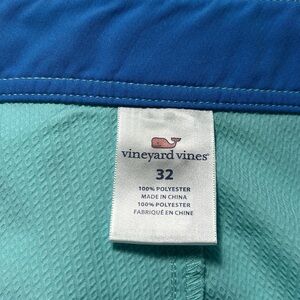 vineyard vines®
32
100% POLYESTER
MADE IN CHINA
100% POLYESTER
FABRIQUÉ EN CHINE